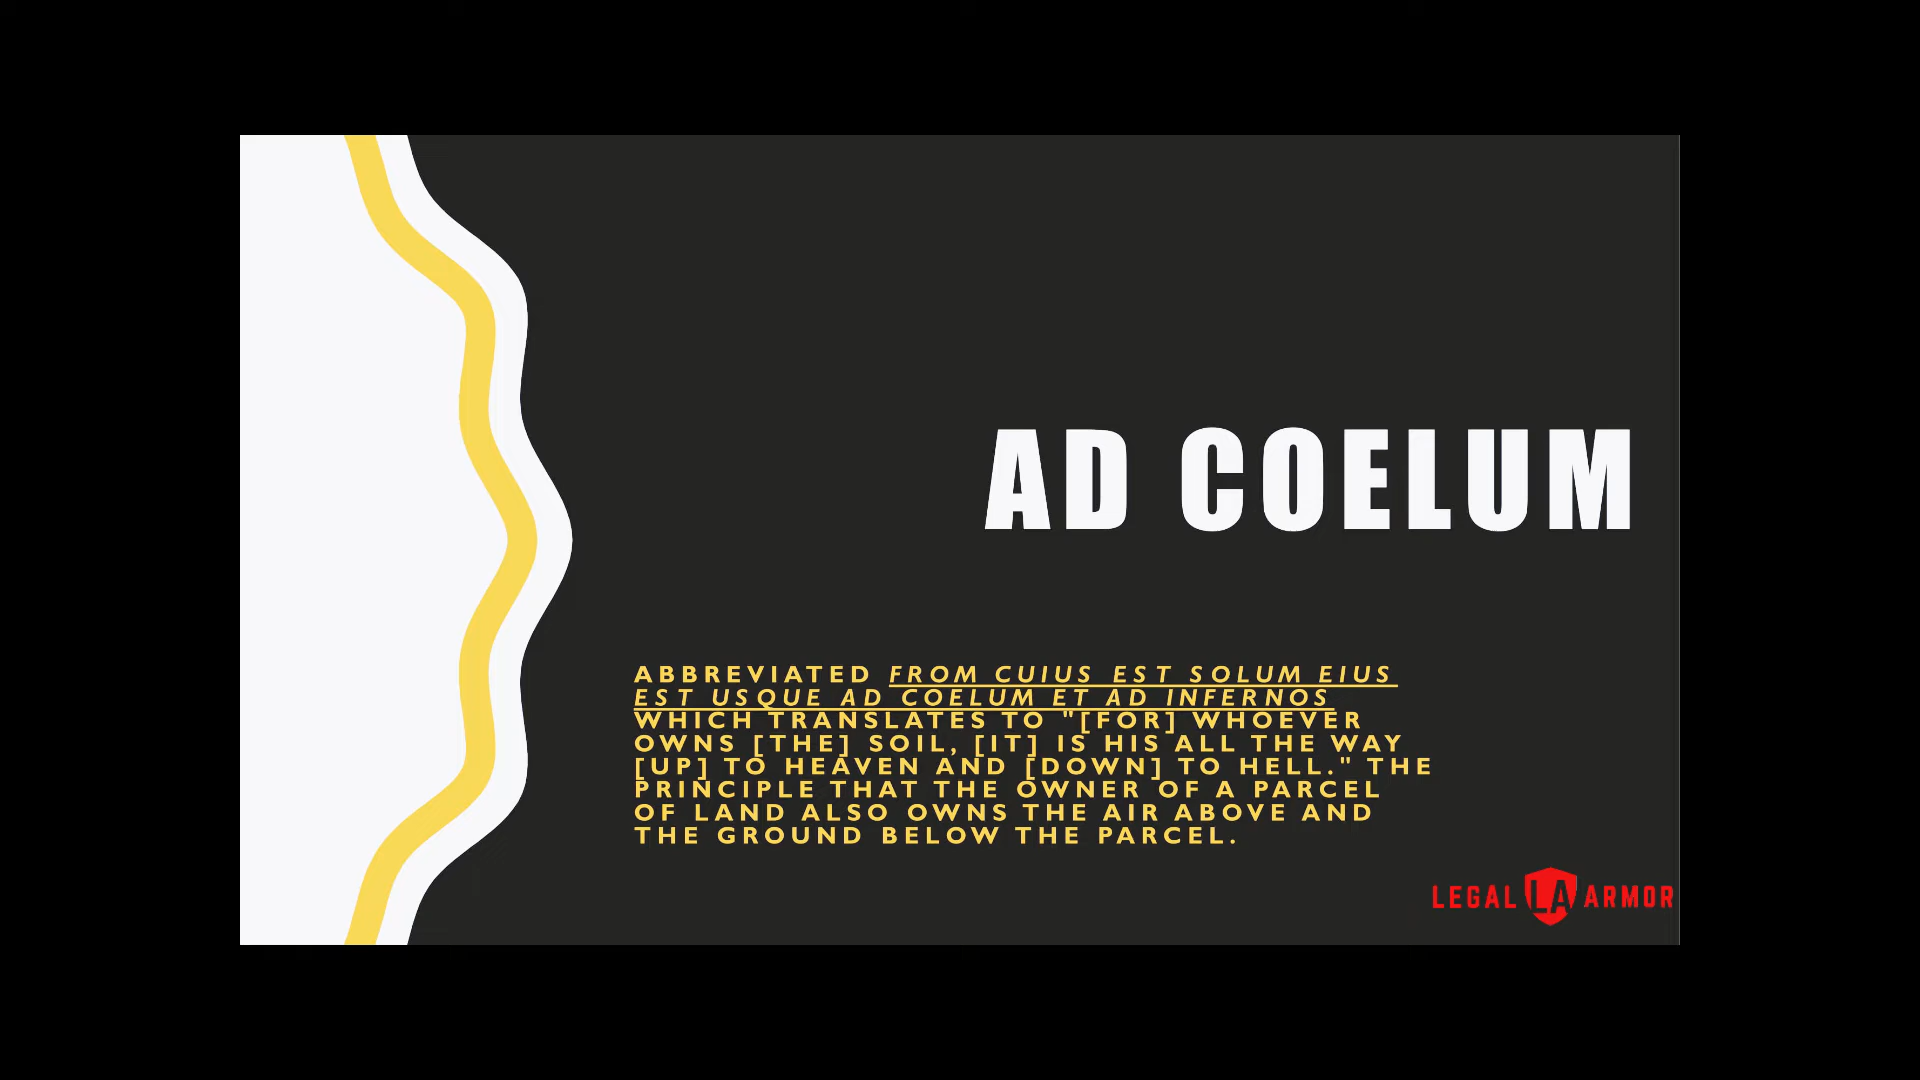 AD COELUM
ABBREVIATED FROM CUIUS EST SOLUM EIUS
EST USQUE AD COELUM ET AD INFERNOS
WHICH TRANSLATES TO "[FOR] WHOEVER
OWNS [THE] SOIL, [IT] IS HIS ALL THE WAY
[UP] TO HEAVEN AND [DOWN] TO HELL." THE
PRINCIPLE THAT THE OWNER OF A PARCEL
OF LAND ALSO OWNS THE AIR ABOVE AND
THE GROUND BELOW THE PARCEL.
LEGAL LA ARMOR